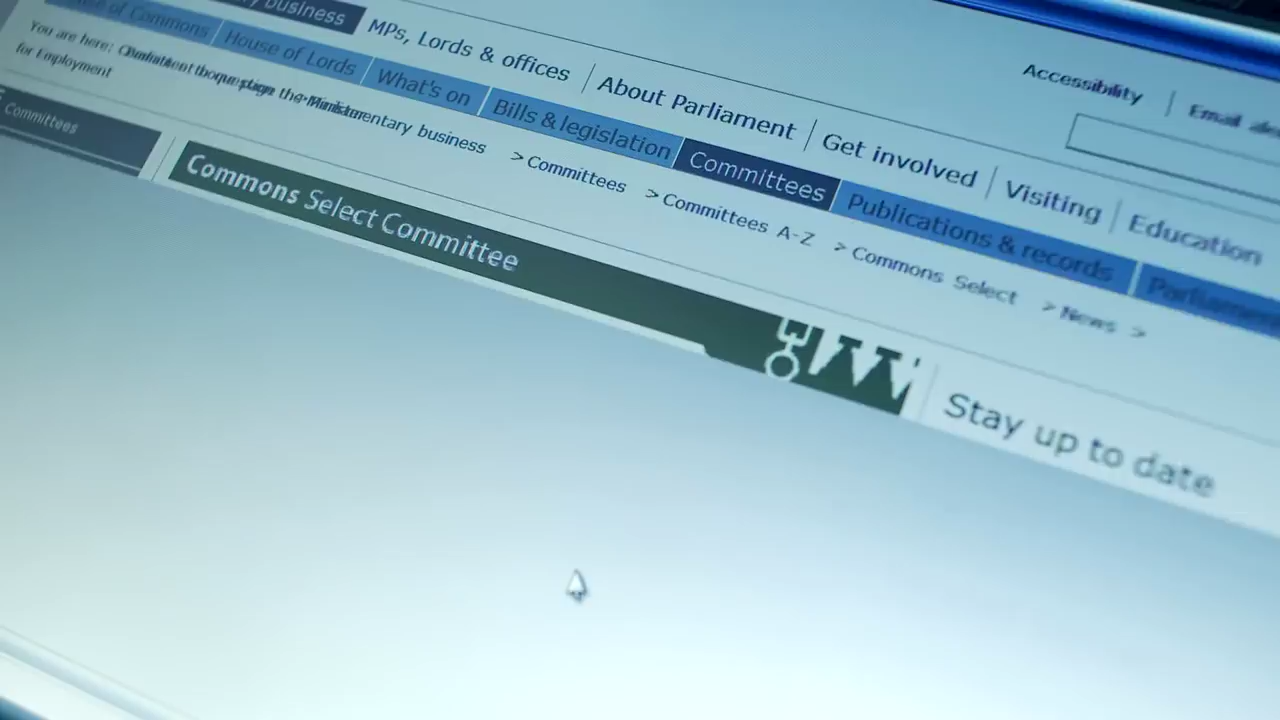 business
MPs, Lords & offices
About Parliament
Get involved
Visiting
Education
Accessibility
Email
of Commons
House of Lords
What's on
Bills & legislation
Committees
Publications & records
You are here:
business > Committees > Committees A-Z > Commons Select > News >
for Employment
Committees
Commons Select Committee
Stay up to date